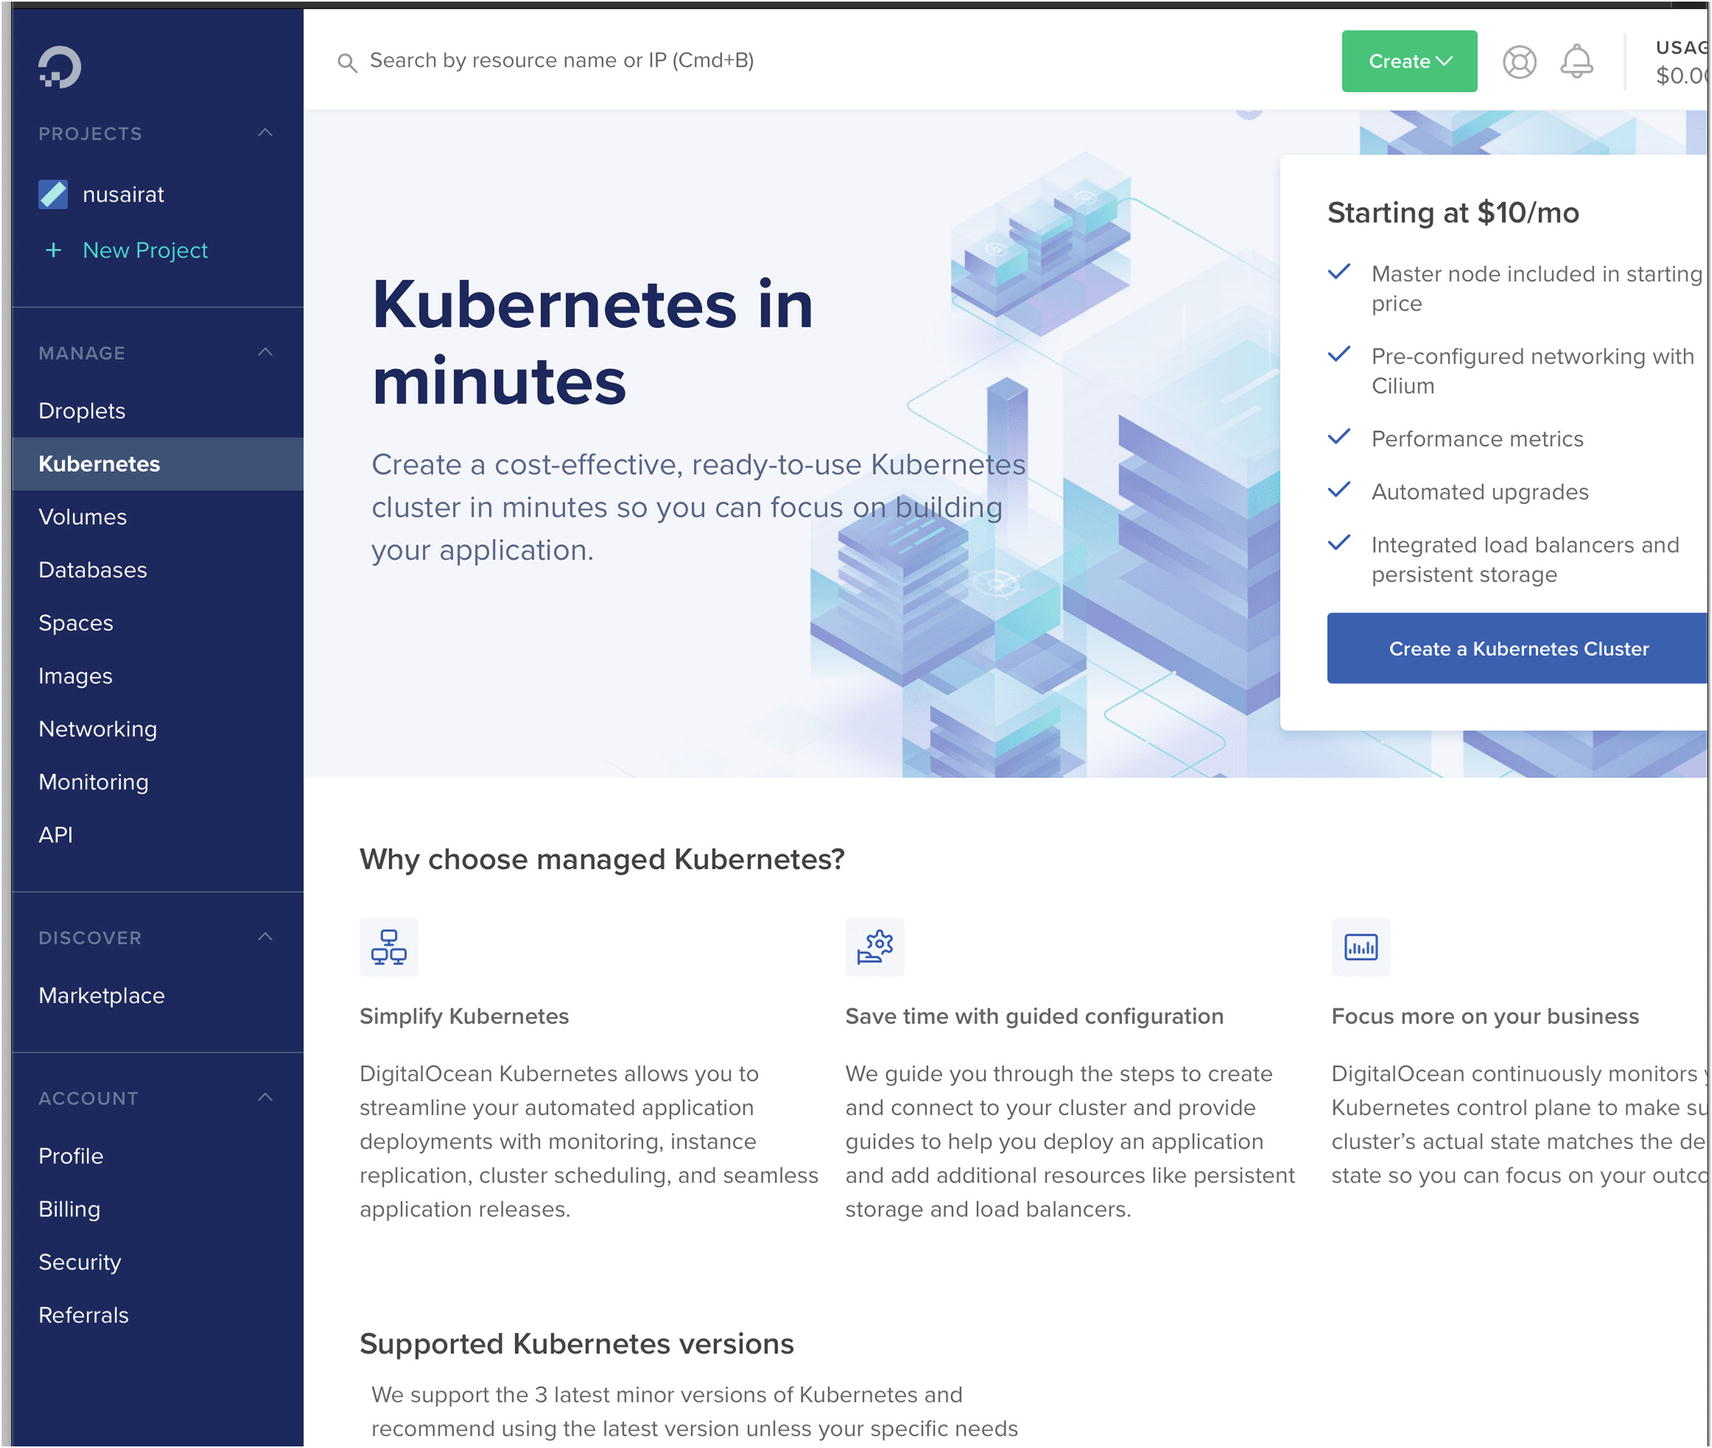 Search by resource name or IP (Cmd+B)
Create
USAG
$0.00
PROJECTS
nusairat
+ New Project
MANAGE
Droplets
Kubernetes
Volumes
Databases
Spaces
Images
Networking
Monitoring
API
DISCOVER
Marketplace
ACCOUNT
Profile
Billing
Security
Referrals
Kubernetes in
minutes
Create a cost-effective, ready-to-use Kubernetes
cluster in minutes so you can focus on building
your application.
Starting at $10/mo
Master node included in starting
price
Pre-configured networking with
Cilium
Performance metrics
Automated upgrades
Integrated load balancers and
persistent storage
Create a Kubernetes Cluster
Why choose managed Kubernetes?
Simplify Kubernetes
DigitalOcean Kubernetes allows you to
streamline your automated application
deployments with monitoring, instance
replication, cluster scheduling, and seamless
application releases.
Save time with guided configuration
We guide you through the steps to create
and connect to your cluster and provide
guides to help you deploy an application
and add additional resources like persistent
storage and load balancers.
Focus more on your business
DigitalOcean continuously monitors
Kubernetes control plane to make su
cluster’s actual state matches the de
state so you can focus on your outco
Supported Kubernetes versions
We support the 3 latest minor versions of Kubernetes and
recommend using the latest version unless your specific needs